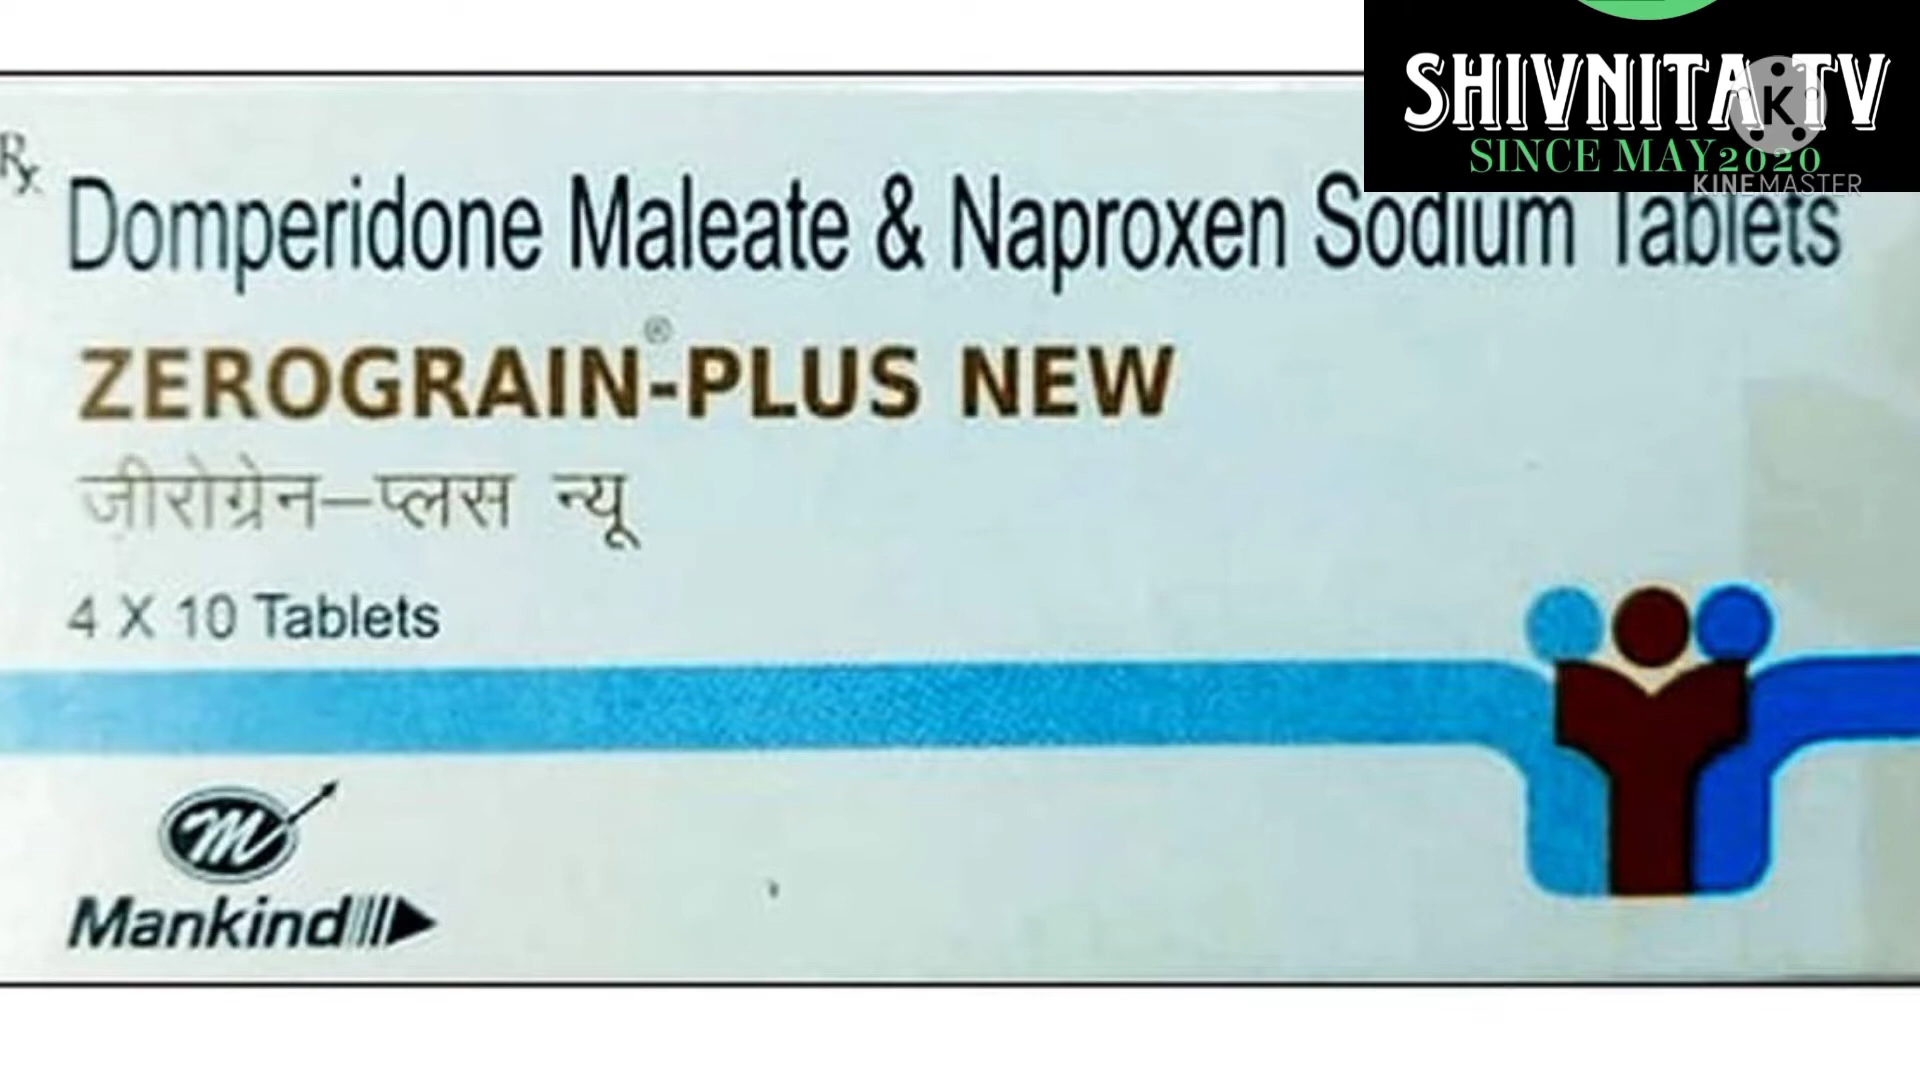 SHIVNITA TV
SINCE MAY2020
K
KINEMASTER
Rx
Domperidone Maleate & Naproxen Sodium Tablets
ZEROGRAIN®-PLUS NEW
ज़ीरोग्रेन–प्लस न्यू
4 X 10 Tablets
m
Mankind